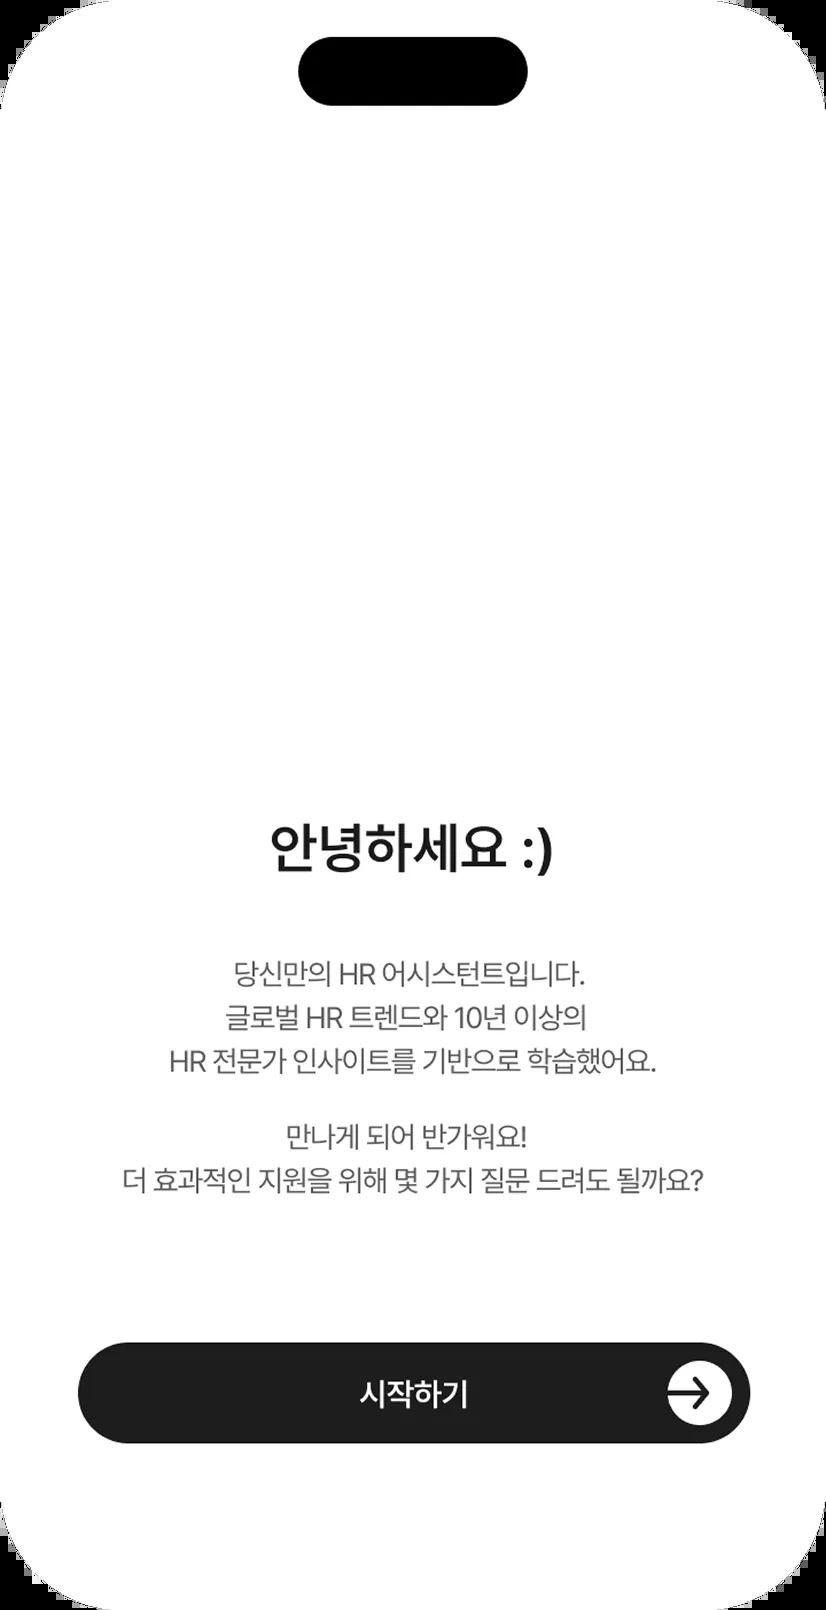 안녕하세요 :)
당신만의 HR 어시스턴트입니다.
글로벌 HR 트렌드와 10년 이상의
HR 전문가 인사이트를 기반으로 학습했어요.
만나게 되어 반가워요!
더 효과적인 지원을 위해 몇 가지 질문 드려도 될까요?
시작하기